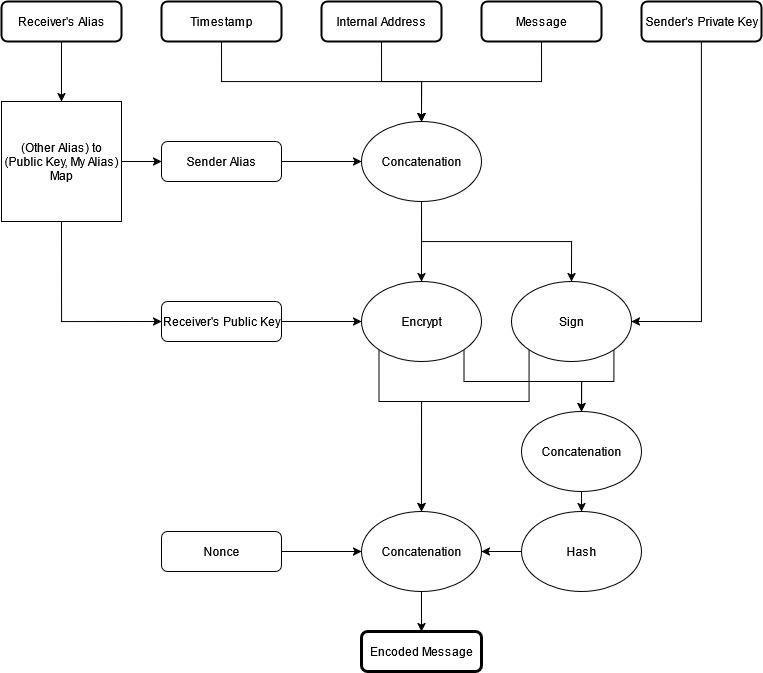 Receiver's Alias
Timestamp
Internal Address
Message
Sender's Private Key
(Other Alias) to
(Public Key, My Alias)
Map
Sender Alias
Concatenation
Receiver's Public Key
Encrypt
Sign
Concatenation
Nonce
Concatenation
Hash
Encoded Message